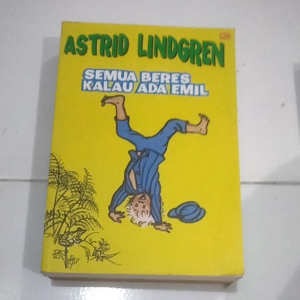 ASTRID LINDGREN
SEMUA BERES
KALAU ADA EMIL